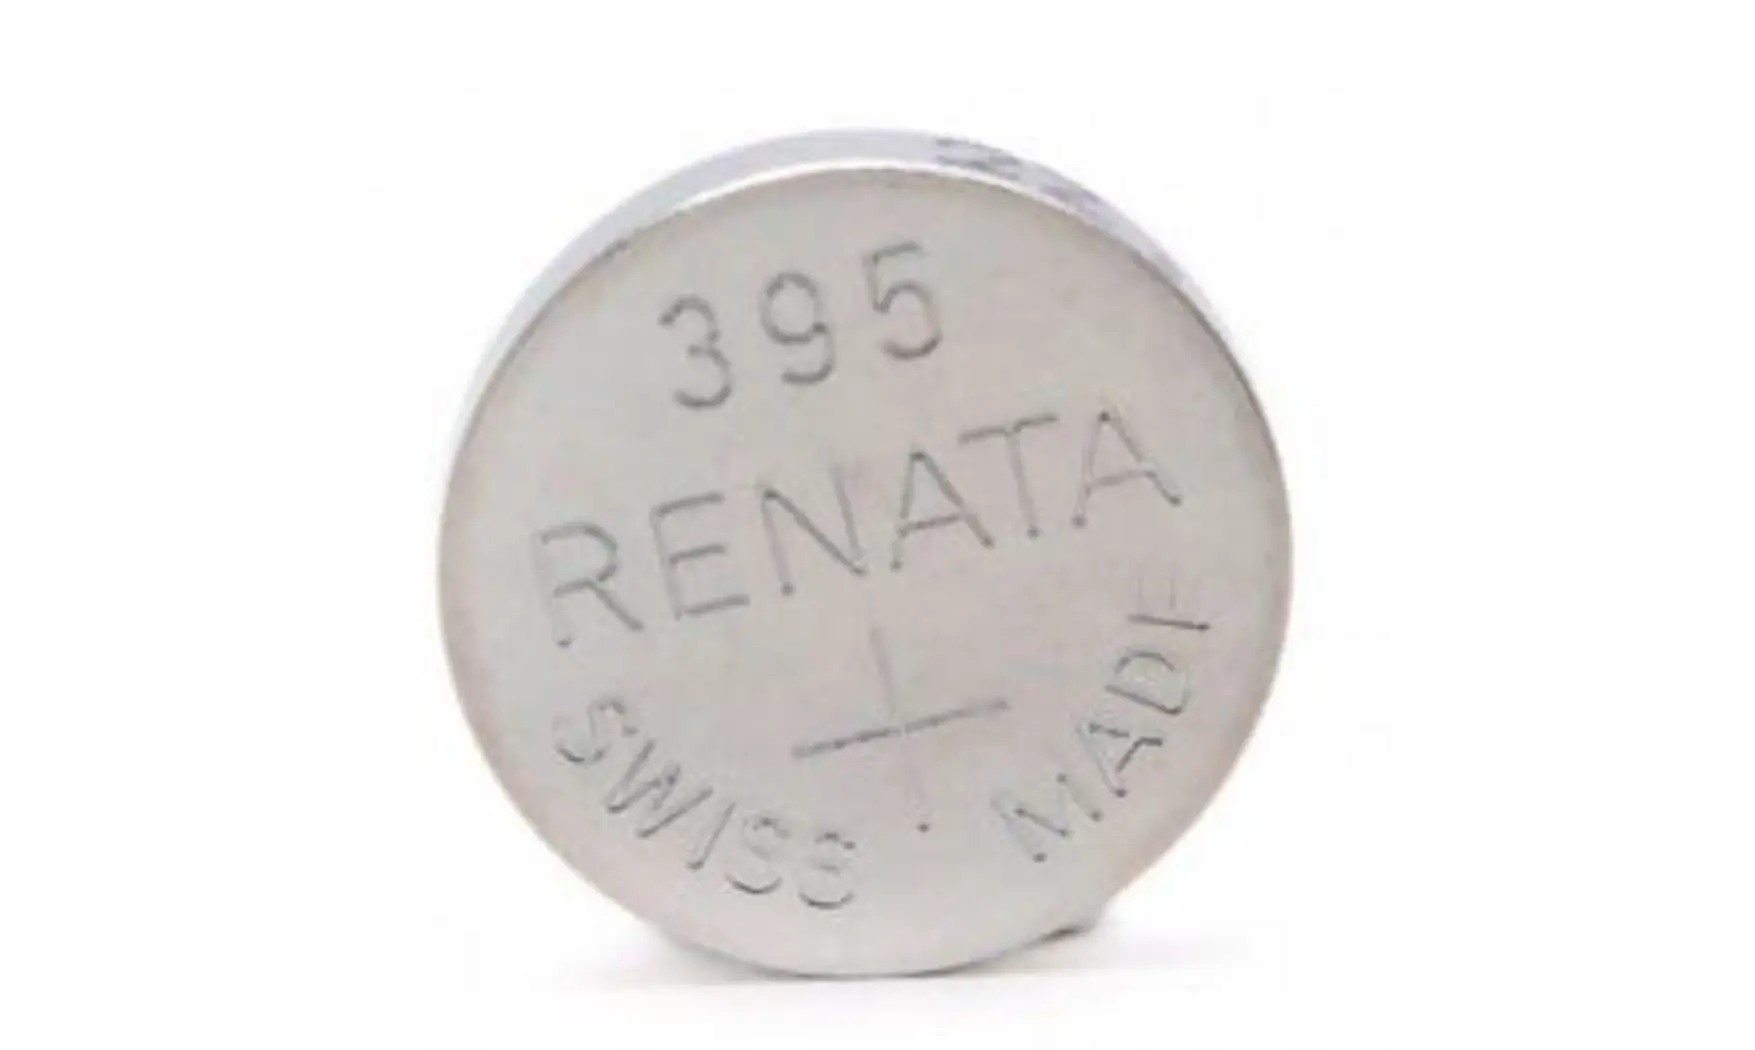 395
RENATA
+
SWISS · MADE